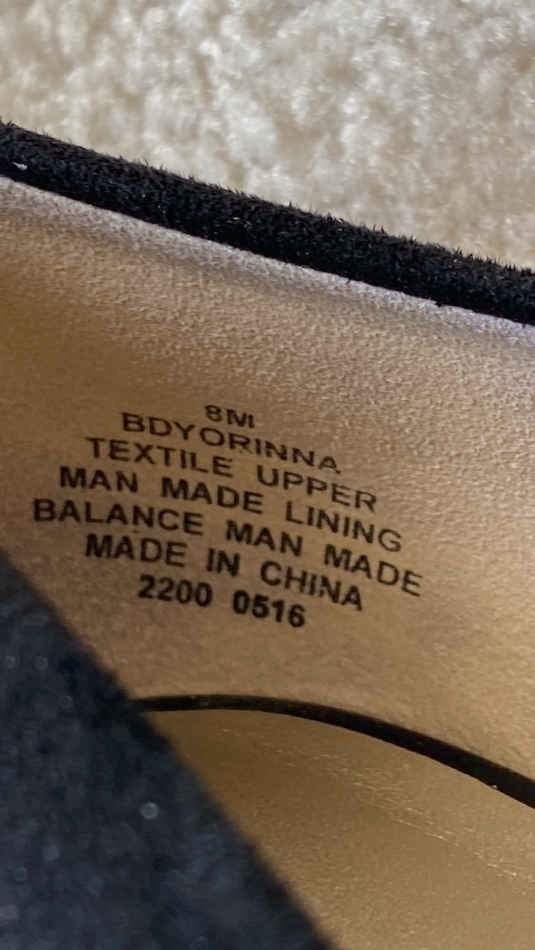 8M
BDYORINNA
TEXTILE UPPER
MAN MADE LINING
BALANCE MAN MADE
MADE IN CHINA
2200 0516